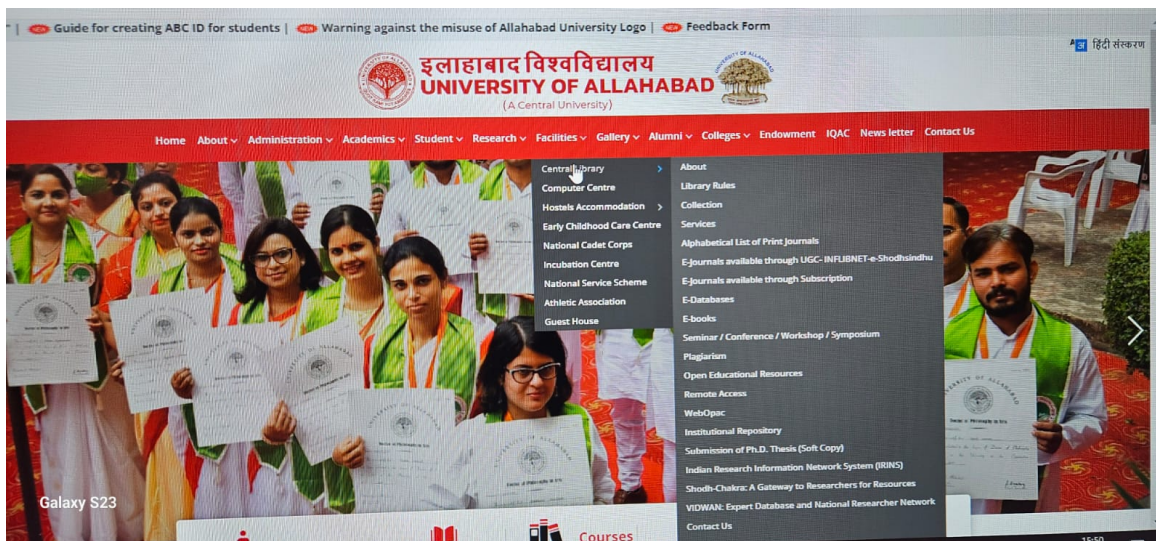 Guide for creating ABC ID for students | Warning against the misuse of Allahabad University Logo | Feedback Form
हिंदी संस्करण
इलाहाबाद विश्वविद्यालय
UNIVERSITY OF ALLAHABAD
(A Central University)
Home About Administration Academics Student Research Facilities Gallery Alumni Colleges Endowment IQAC News letter Contact Us
Central Library
Computer Centre
Hostels Accommodation
Early Childhood Care Centre
National Cadet Corps
Incubation Centre
National Service Scheme
Athletic Association
Guest House
About
Library Rules
Collection
Services
Alphabetical List of Print Journals
E-Journals available through UGC- INFLIBNET-e-Shodhsindhu
E-Journals available through Subscription
E-Databases
E-books
Seminar / Conference / Workshop / Symposium
Plagiarism
Open Educational Resources
Remote Access
WebOpac
Institutional Repository
Submission of Ph.D. Thesis (Soft Copy)
Indian Research Information Network System (IRINS)
Shodh-Chakra: A Gateway to Researchers for Resources
VIDWAN: Expert Database and National Researcher Network
Contact Us
Galaxy S23
Courses
15:50